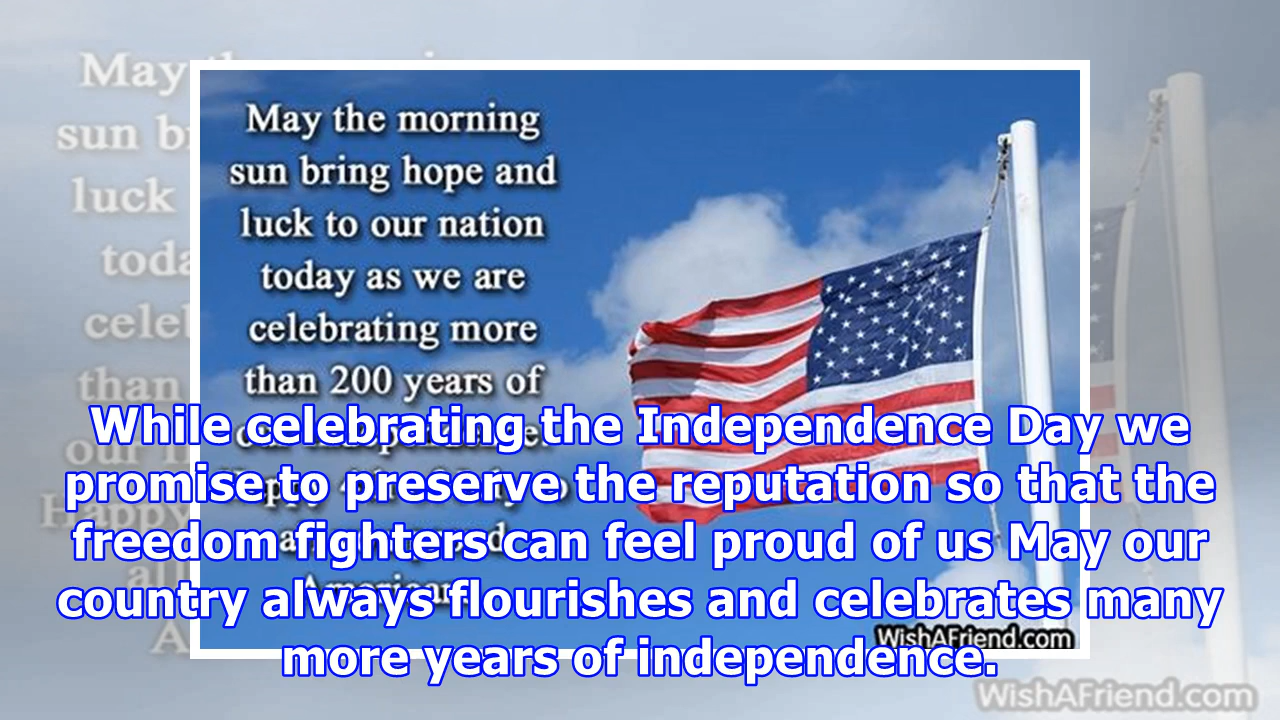 May the morning
sun bring hope and
luck to our nation
today as we are
celebrating more
than 200 years of
While celebrating the Independence Day we
promise to preserve the reputation so that the
freedom fighters can feel proud of us May our
country always flourishes and celebrates many
more years of independence.
WishAFriend.com
WishAFriend.com